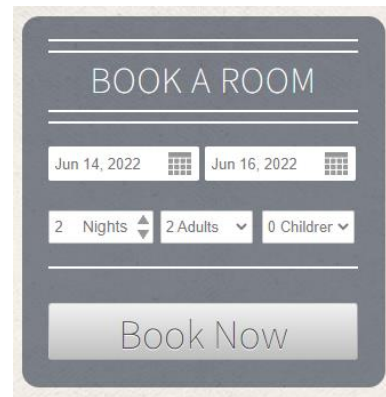 BOOK A ROOM
Jun 14, 2022 Jun 16, 2022
2 Nights 2 Adults 0 Childrer
Book Now